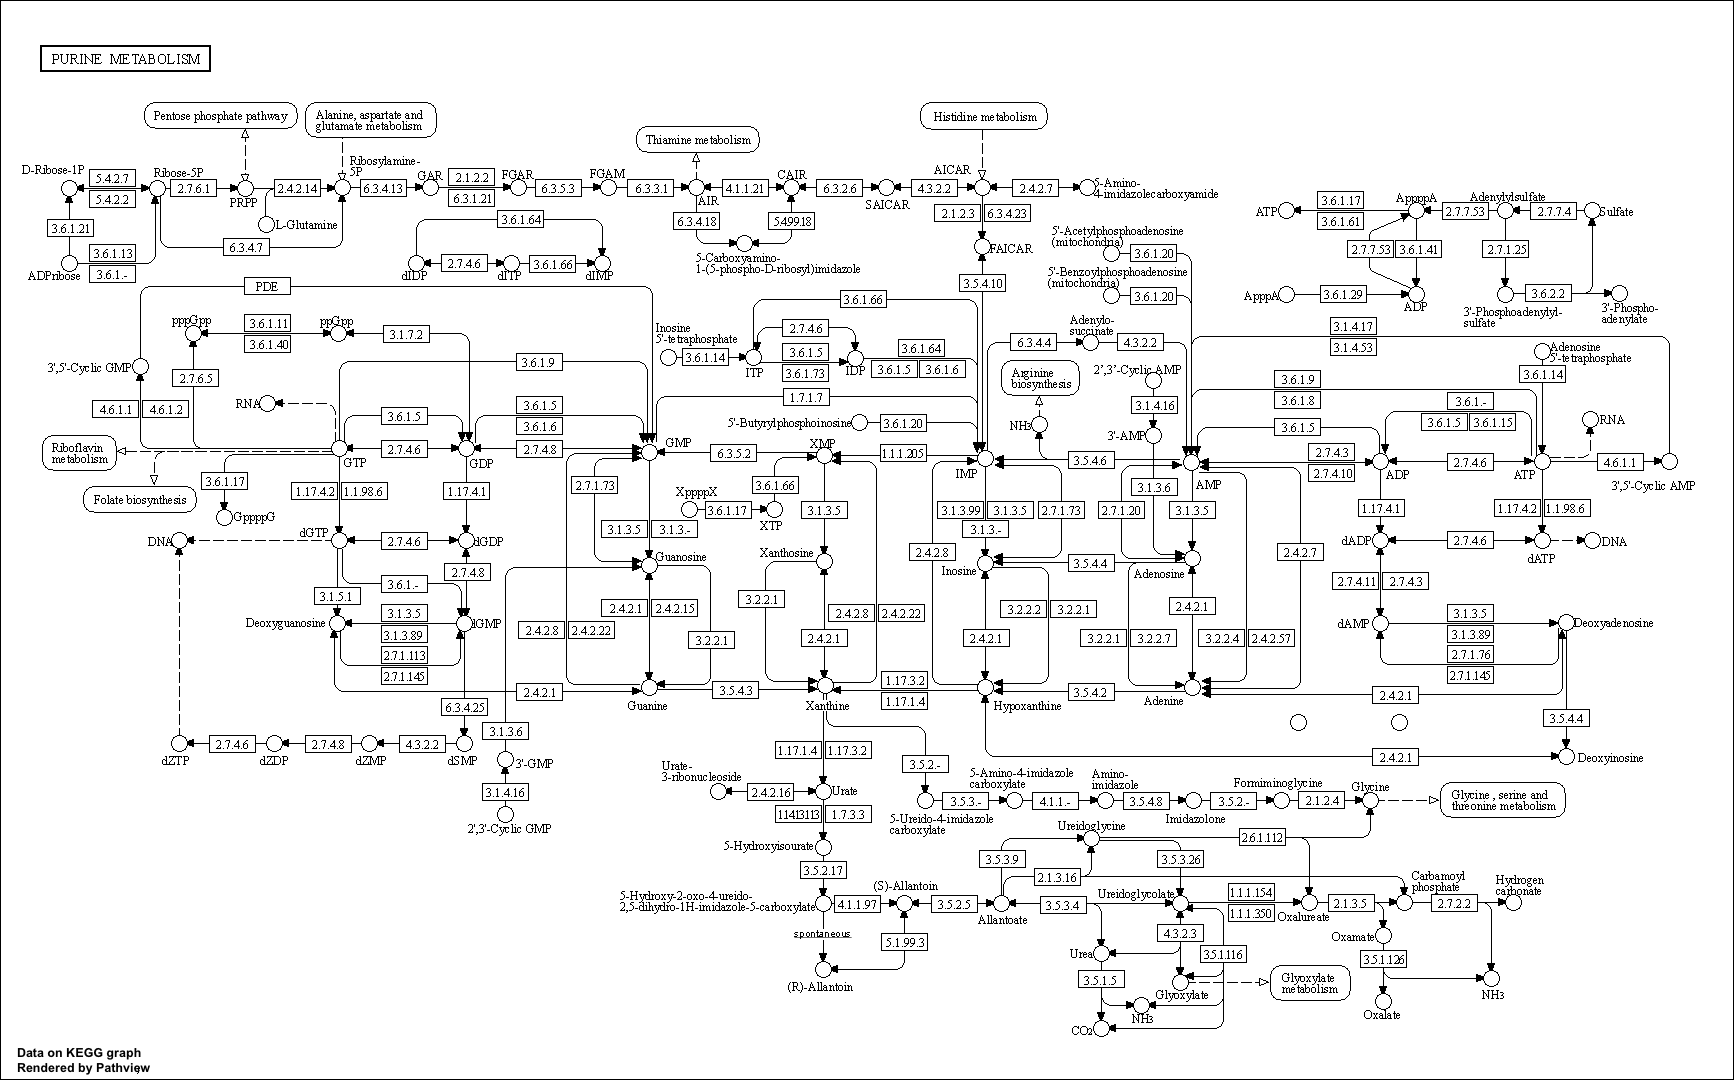 PURINE METABOLISM
Pentose phosphate pathway
Alanine, aspartate and
glutamate metabolism
Thiamine metabolism
Histidine metabolism
D-Ribose-1P
5.4.2.7
5.4.2.2
Ribose-5P
2.7.6.1
PRPP
2.4.2.14
Ribosylamine-
5P
6.3.4.13
GAR
2.1.2.2
6.3.1.21
FGAR
6.3.5.3
FGAM
6.3.3.1
AIR
4.1.1.21
CAIR
6.3.2.6
SAICAR
4.3.2.2
AICAR
2.4.2.7
5-Amino-
4-imidazolecarboxyamide
3.6.1.21
3.6.1.13
3.6.1.-
ADPribose
L-Glutamine
6.3.4.7
3.6.1.64
dIDP
2.7.4.6
dITP
3.6.1.66
dIMP
6.3.4.18
5.4.99.18
5-Carboxyamino-
1-(5-phospho-D-ribosyl)imidazole
2.1.2.3
6.3.4.23
FAICAR
3.5.4.10
5'-Acetylphosphoadenosine
(mitochondria)
3.6.1.20
5'-Benzoylphosphoadenosine
(mitochondria)
3.6.1.20
ATP
3.6.1.17
3.6.1.61
AppppA
2.7.7.53
Adenylylsulfate
2.7.7.4
Sulfate
2.7.7.53
3.6.1.41
2.7.1.25
ApppA
3.6.1.29
ADP
3'-Phosphoadenylyl-
sulfate
3.6.2.2
3'-Phospho-
adenylate
PDE
pppGpp
3.6.1.11
3.6.1.40
ppGpp
3.1.7.2
3',5'-Cyclic GMP
2.7.6.5
3.6.1.9
4.6.1.1
4.6.1.2
RNA
3.6.1.5
3.6.1.5
3.6.1.6
Riboflavin
metabolism
GTP
2.7.4.6
GDP
2.7.4.8
GMP
Folate biosynthesis
3.6.1.17
GppppG
1.17.4.2
1.1.98.6
1.17.4.1
Inosine
5'-tetraphosphate
3.6.1.14
ITP
3.6.1.66
2.7.4.6
3.6.1.5
3.6.1.73
IDP
3.6.1.64
3.6.1.5
3.6.1.6
1.7.1.7
5'-Butyrylphosphoinosine
3.6.1.20
6.3.5.2
XMP
1.1.1.205
IMP
6.3.4.4
Adenylo-
succinate
4.3.2.2
Arginine
biosynthesis
NH3
2',3'-Cyclic AMP
3.1.4.16
3'-AMP
3.5.4.6
AMP
3.1.4.17
3.1.4.53
Adenosine
5'-tetraphosphate
3.6.1.14
3.6.1.9
3.6.1.8
3.6.1.-
3.6.1.5
3.6.1.15
3.6.1.5
RNA
2.7.4.3
2.7.4.10
ADP
2.7.4.6
ATP
4.6.1.1
3',5'-Cyclic AMP
1.17.4.1
1.17.4.2
1.1.98.6
dADP
2.7.4.6
dATP
DNA
2.7.4.11
2.7.4.3
DNA
dGTP
2.7.4.6
dGDP
2.7.4.8
3.6.1.-
3.1.5.1
Deoxyguanosine
3.1.3.5
3.1.3.89
2.7.1.113
2.7.1.145
dGMP
2.7.1.73
3.1.3.5
3.1.3.-
XppppX
3.6.1.17
XTP
3.6.1.66
3.1.3.5
Guanosine
Xanthosine
3.2.2.1
2.4.2.1
2.4.2.15
2.4.2.8
2.4.2.22
3.2.2.1
2.4.2.8
2.4.2.22
2.4.2.1
3.1.3.99
3.1.3.5
3.1.3.-
2.7.1.73
2.4.2.8
Inosine
3.5.4.4
Adenosine
3.1.3.6
2.7.1.20
3.1.3.5
2.4.2.7
3.2.2.2
3.2.2.1
2.4.2.1
2.4.2.1
3.2.2.1
3.2.2.7
3.2.2.4
2.4.2.57
dAMP
3.1.3.5
3.1.3.89
2.7.1.76
2.7.1.145
Deoxyadenosine
2.4.2.1
Guanine
3.5.4.3
Xanthine
1.17.3.2
1.17.1.4
Hypoxanthine
3.5.4.2
Adenine
2.4.2.1
3.5.4.4
2.4.2.1
Deoxyinosine
6.3.4.25
dZTP
2.7.4.6
dZDP
2.7.4.8
dZMP
4.3.2.2
dSMP
3.1.3.6
3'-GMP
3.1.4.16
2',3'-Cyclic GMP
1.17.1.4
1.17.3.2
3.5.2.-
Urate-
3-ribonucleoside
2.4.2.16
Urate
1.14.13.113
1.7.3.3
5-Hydroxyisourate
3.5.2.17
5-Ureido-4-imidazole
carboxylate
3.5.3.-
5-Amino-4-imidazole
carboxylate
4.1.1.-
Amino-
imidazole
3.5.4.8
Imidazolone
3.5.2.-
Formiminoglycine
2.1.2.4
Glycine
Glycine , serine and
threonine metabolism
5-Hydroxy-2-oxo-4-ureido-
2,5-dihydro-1H-imidazole-5-carboxylate
4.1.1.97
(S)-Allantoin
3.5.2.5
Allantoate
spontaneous
5.1.99.3
(R)-Allantoin
Ureidoglycine
3.5.3.9
2.1.3.16
3.5.3.26
2.6.1.112
3.5.3.4
Ureidoglycolate
1.1.1.154
1.1.1.350
Oxalureate
2.1.3.5
Carbamoyl
phosphate
2.7.2.2
Hydrogen
carbonate
4.3.2.3
3.5.1.116
Urea
3.5.1.5
Glyoxylate
Glyoxylate
metabolism
NH3
CO2
Oxamate
3.5.1.126
Oxalate
NH3
Data on KEGG graph
Rendered by Pathview